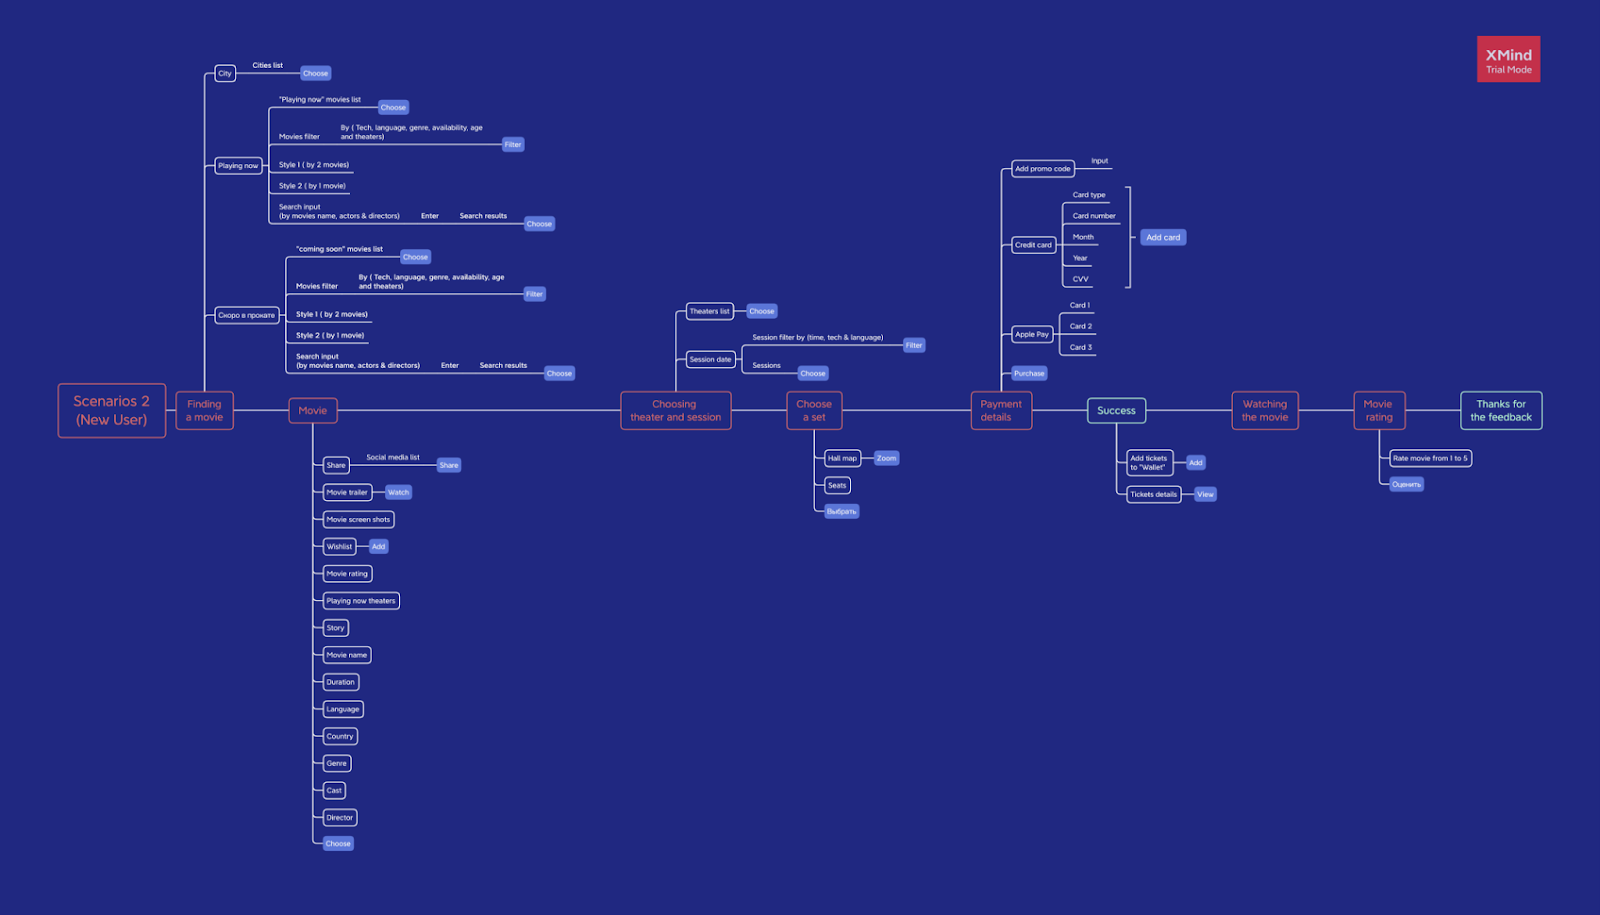 XMind
Trial Mode
City
Cities list
Choose
Playing now
"Playing now" movies list
Choose
Movies filter
By ( Tech, language, genre, availability, age
and theaters)
Filter
Style 1 ( by 2 movies)
Style 2 ( by 1 movie)
Search input
(by movies name, actors & directors)
Enter
Search results
Choose
Скоро в прокате
"coming soon" movies list
Choose
Movies filter
By ( Tech, language, genre, availability, age
and theaters)
Filter
Style 1 ( by 2 movies)
Style 2 ( by 1 movie)
Search input
(by movies name, actors & directors)
Enter
Search results
Choose
Scenarios 2
(New User)
Finding
a movie
Movie
Share
Social media list
Share
Movie trailer
Watch
Movie screen shots
Wishlist
Add
Movie rating
Playing now theaters
Story
Movie name
Duration
Language
Country
Genre
Cast
Director
Choose
Theaters list
Choose
Session date
Session filter by (time, tech & language)
Filter
Sessions
Choose
Choosing
theater and session
Choose
a set
Hall map
Zoom
Seats
Выбрать
Add promo code
Input
Credit card
Card type
Card number
Month
Year
CVV
Add card
Apple Pay
Card 1
Card 2
Card 3
Purchase
Payment
details
Success
Add tickets
to "Wallet"
Add
Tickets details
View
Watching
the movie
Movie
rating
Rate movie from 1 to 5
Оценить
Thanks for
the feedback